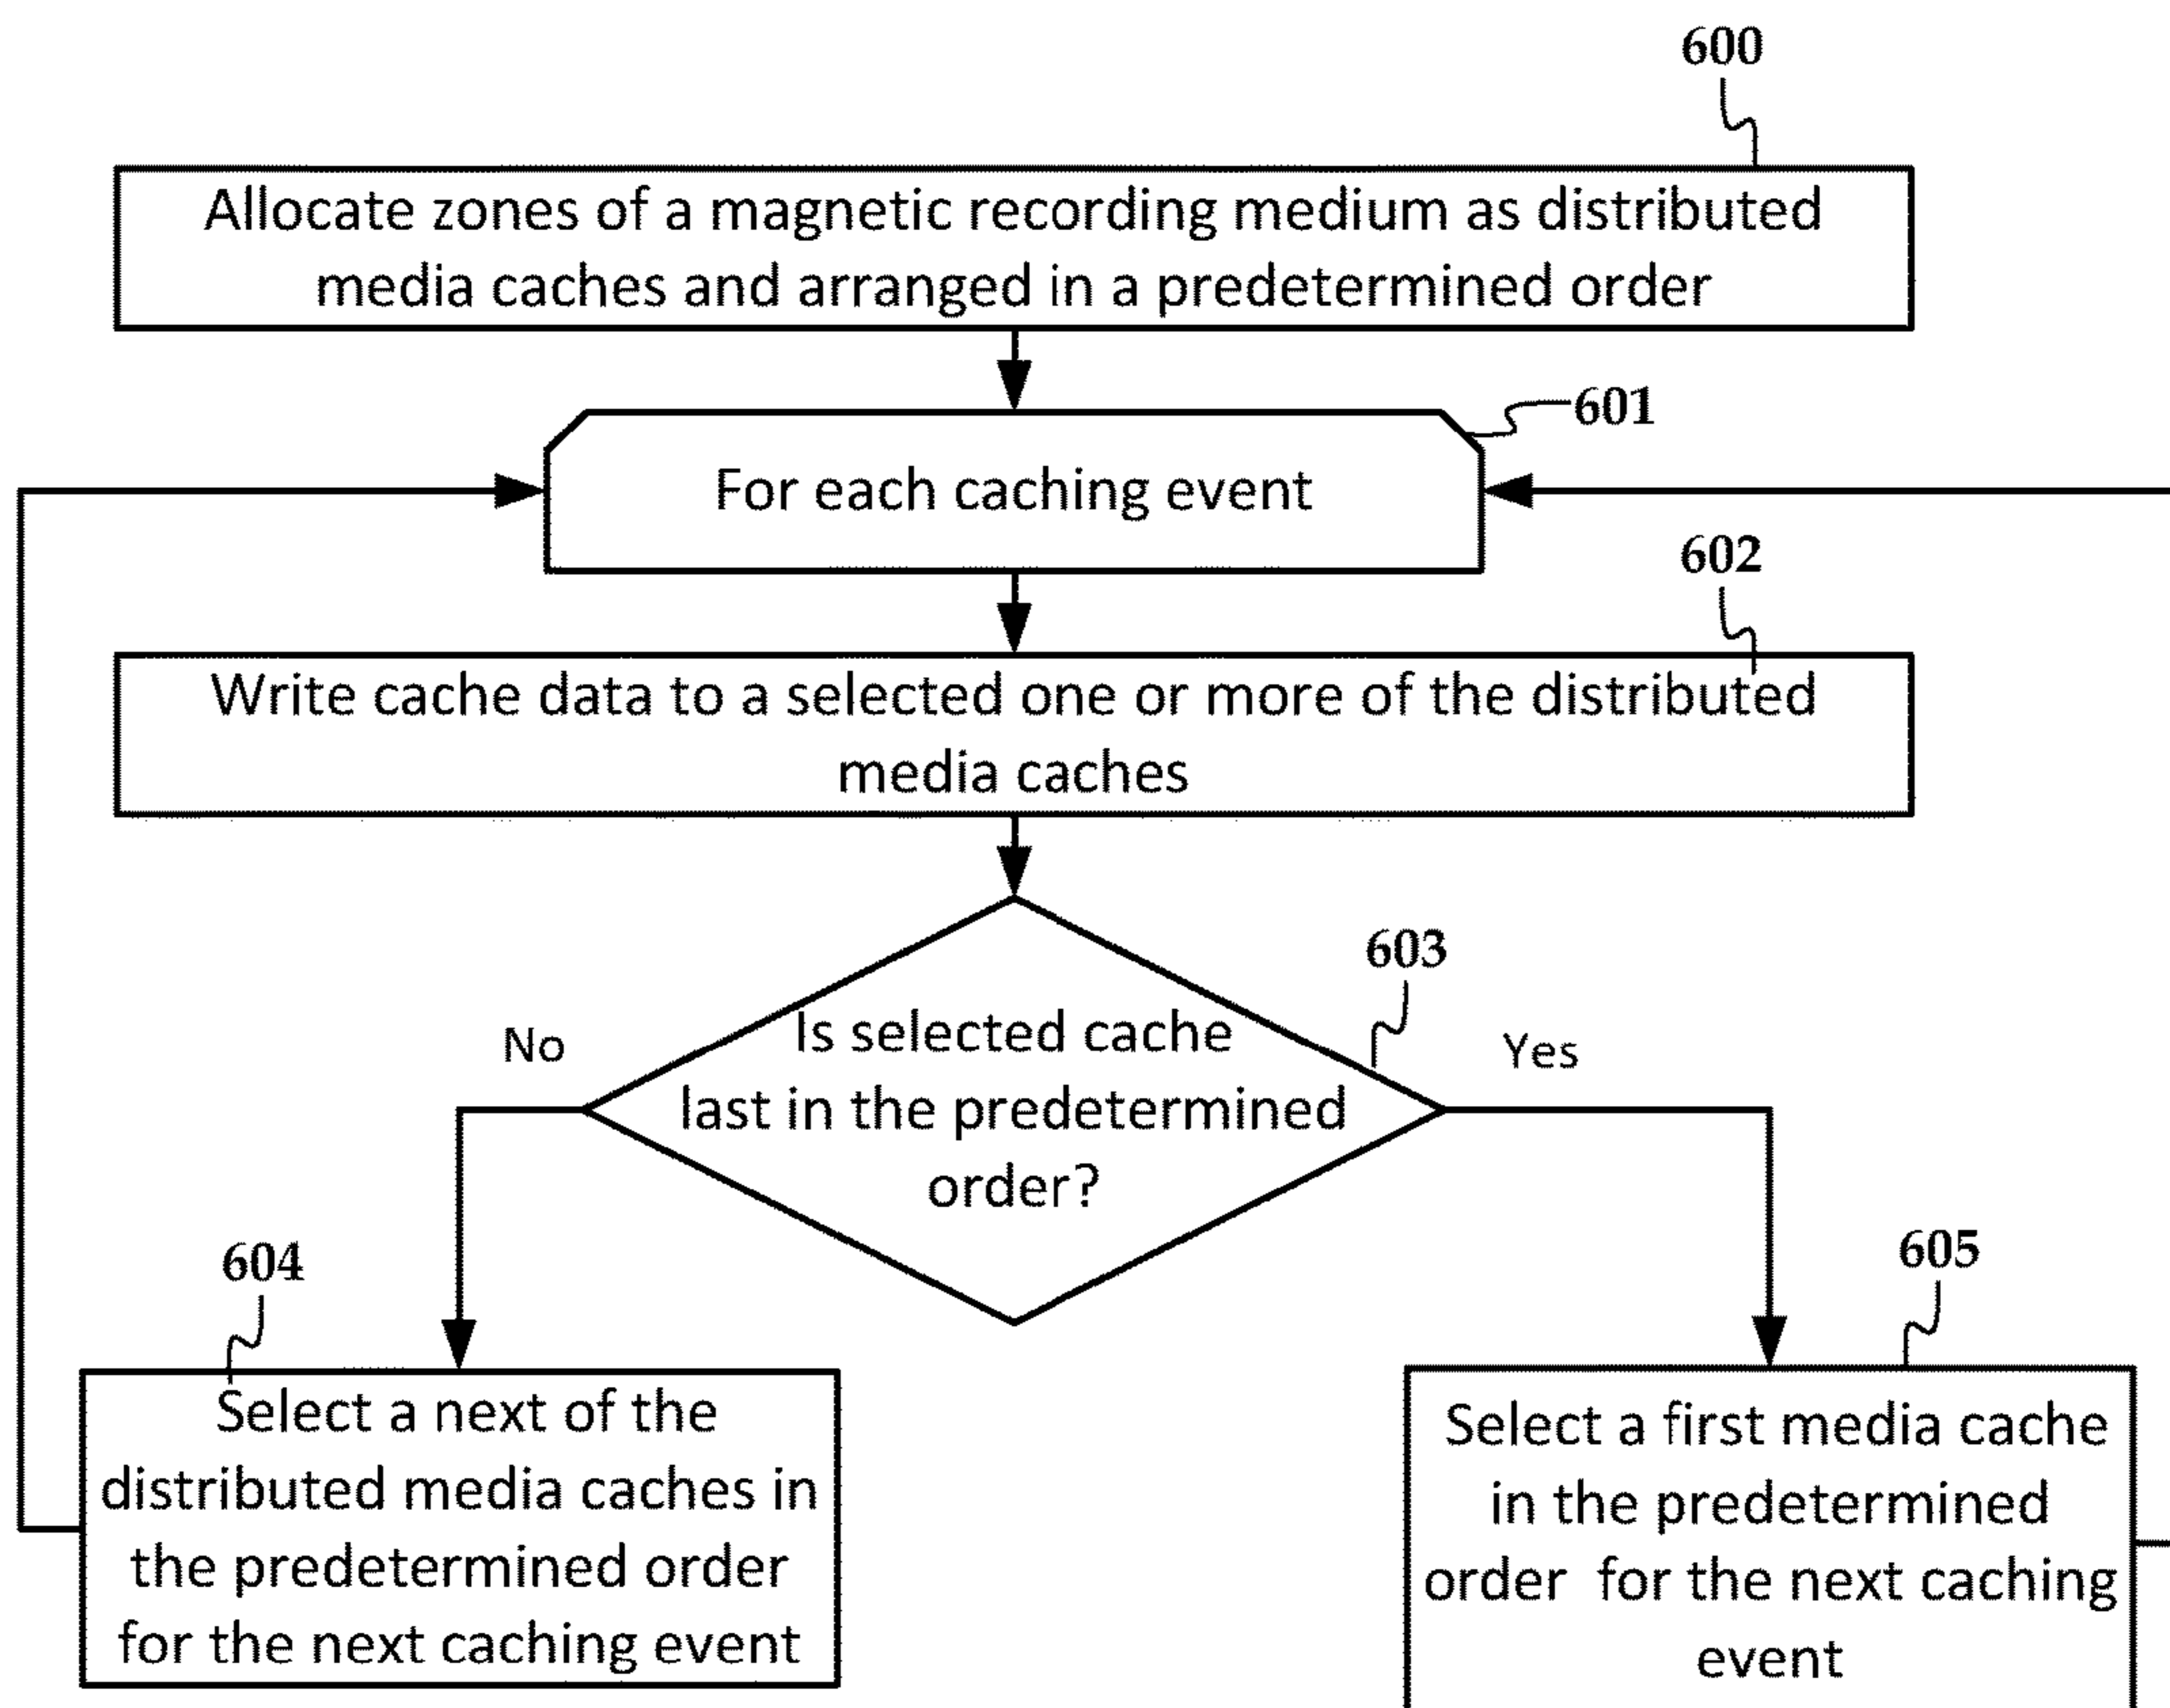 600
Allocate zones of a magnetic recording medium as distributed
media caches and arranged in a predetermined order
601
For each caching event
602
Write cache data to a selected one or more of the distributed
media caches
603
Is selected cache
last in the predetermined
order?
No
Yes
604
Select a next of the
distributed media caches in
the predetermined order
for the next caching event
605
Select a first media cache
in the predetermined
order for the next caching
event